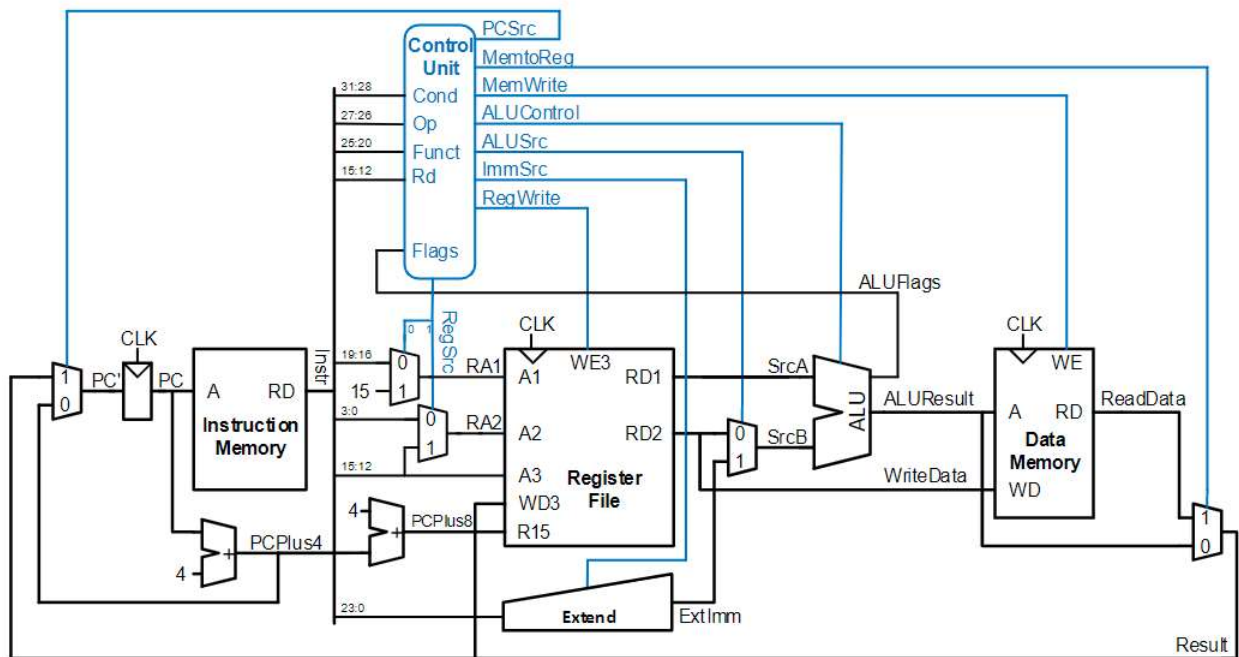 PCSrc
Control
Unit
MemtoReg
MemWrite
31:28
Cond
ALUControl
27:26
Op
ALUSrc
25:20
Funct
ImmSrc
15:12
Rd
RegWrite
Flags
ALUFlags
0 1
RegSrc
CLK
CLK
CLK
Instr
19:16
0
RA1
A1
WE3
RD1
SrcA
WE
1
0
PC'
PC
A
RD
15
1
ALU
ALUResult
A
RD
ReadData
Instruction
Memory
3:0
0
1
RA2
A2
RD2
0
1
SrcB
Data
Memory
15:12
A3
Register
File
WriteData
WD
WD3
4
+
PCPlus8
R15
1
0
4
+
PCPlus4
23:0
Extend
ExtImm
Result